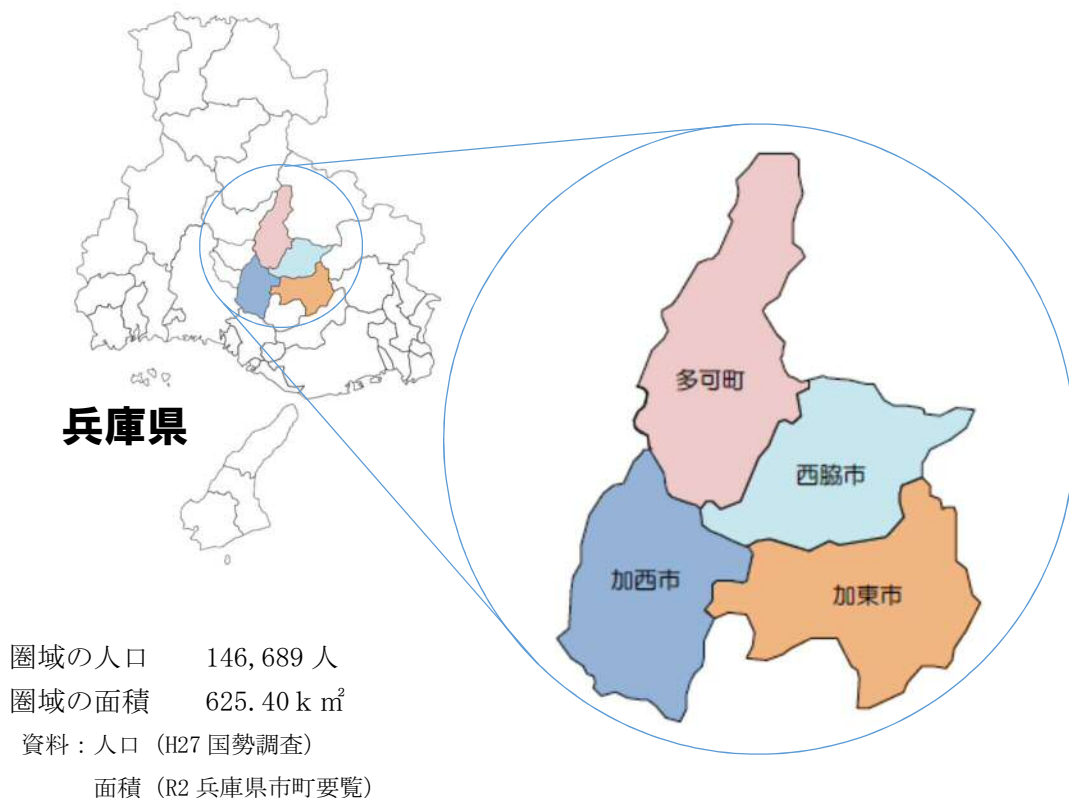 兵庫県
多可町
西脇市
加西市
加東市
圏域の人口 146,689 人
圏域の面積 625.40ｋ㎡
資料：人口（H27 国勢調査）
面積（R2 兵庫県市町要覧）